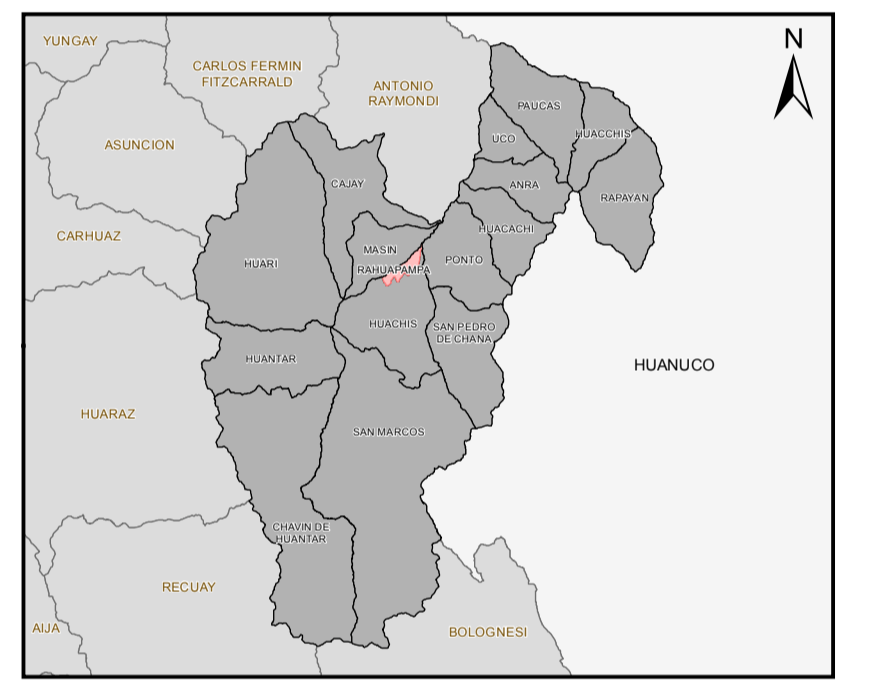 YUNGAY
N
CARLOS FERMIN
FITZCARRALD
ANTONIO
RAYMONDI
PAUCAS
HUACCHIS
UCO
ASUNCION
CAJAY
ANRA
RAPAYAN
HUACACHI
CARHUAZ
MASIN
PONTO
HUARI
RAHUAPAMPA
HUACHIS
SAN PEDRO
DE CHANA
HUANTAR
HUANUCO
HUARAZ
SAN MARCOS
CHAVIN DE
HUANTAR
RECUAY
AIJA
BOLOGNESI